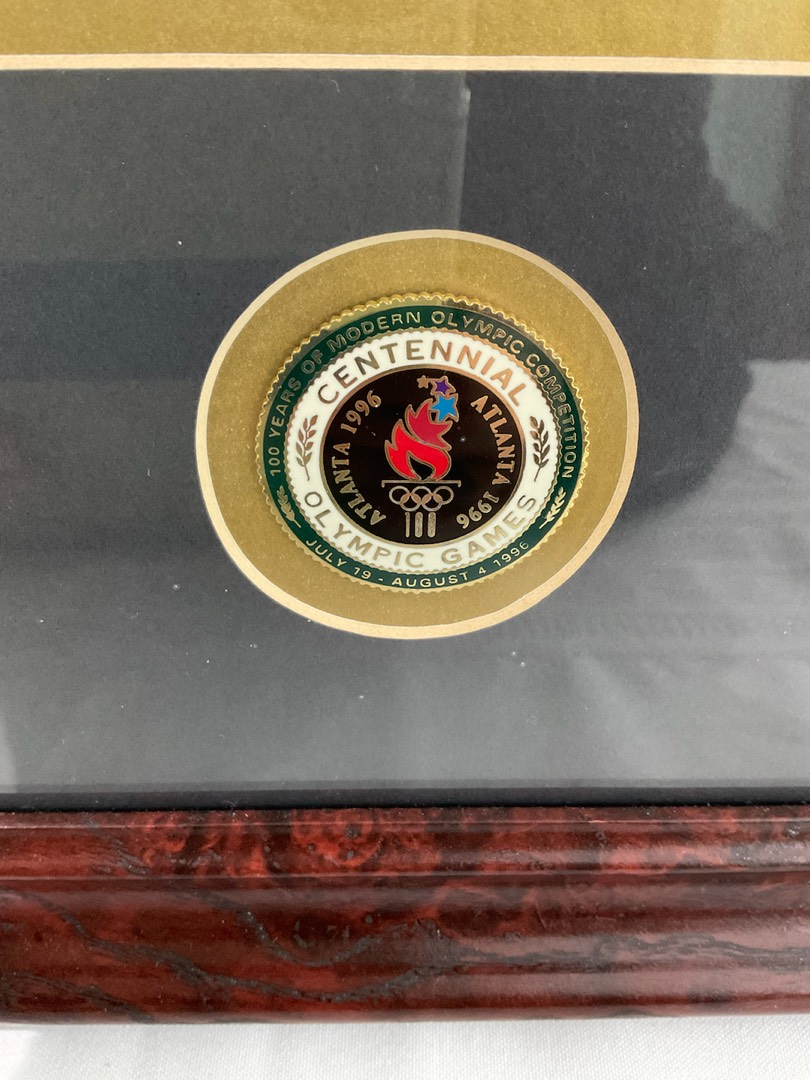 100 YEARS OF MODERN OLYMPIC COMPETITION
CENTENNIAL
ATLANTA 1996
ATLANTA 1996
OLYMPIC GAMES
JULY 19 - AUGUST 4 1996